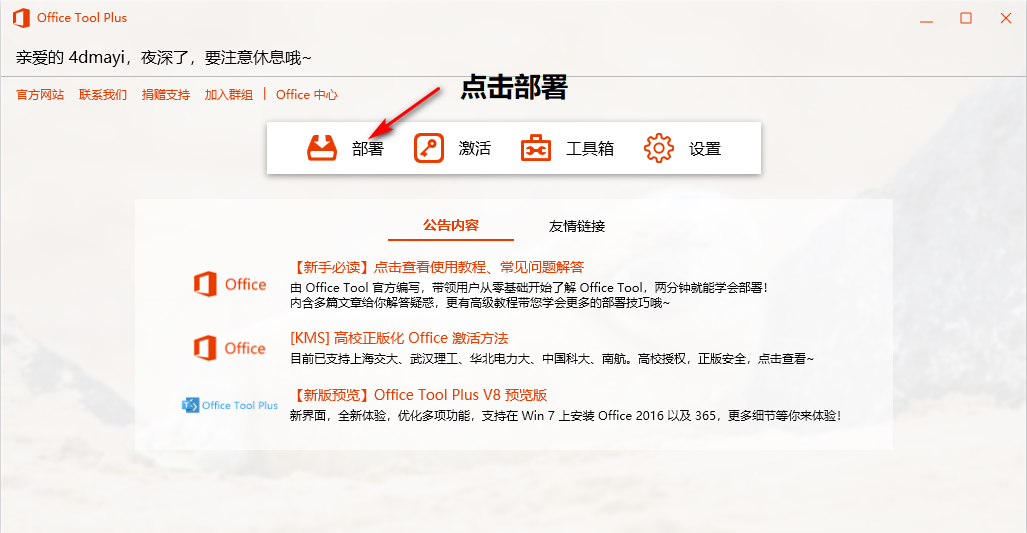 Office Tool Plus
亲爱的 4dmayi，夜深了，要注意休息哦~
官方网站 联系我们 捐赠支持 加入群组 | Office 中心
点击部署
部署 激活 工具箱 设置
公告内容 友情链接
【新手必读】点击查看使用教程、常见问题解答
Office
由 Office Tool 官方编写，带领用户从零基础开始了解 Office Tool，两分钟就能学会部署！
内含多篇文章给你解答疑惑，更有高级教程带您学会更多的部署技巧哦~
[KMS] 高校正版化 Office 激活方法
Office
目前已支持上海交大、武汉理工、华北电力大、中国科大、南航。高校授权，正版安全，点击查看~
【新版预览】Office Tool Plus V8 预览版
Office Tool Plus
新界面，全新体验，优化多项功能，支持在 Win 7 上安装 Office 2016 以及 365，更多细节等你来体验！